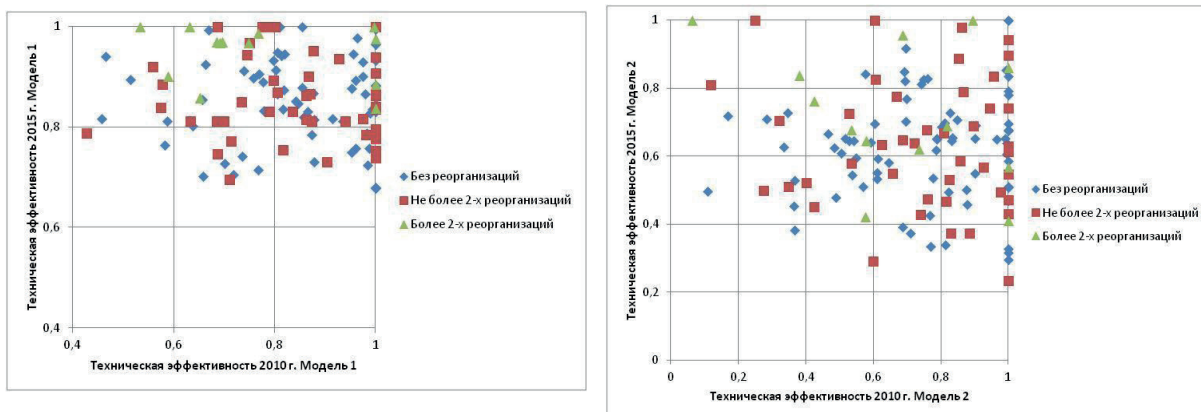 1
0,8
0,6
0,4
0,4
0,6
0,8
1
Техническая эффективность 2015 г. Модель 1
Техническая эффективность 2010 г. Модель 1
Без реорганизаций
Не более 2-х реорганизаций
Более 2-х реорганизаций
1
0,8
0,6
0,4
0,2
0
0
0,2
0,4
0,6
0,8
1
Техническая эффективность 2015 г. Модель 2
Техническая эффективность 2010 г. Модель 2
Без реорганизаций
Не более 2-х реорганизаций
Более 2-х реорганизаций